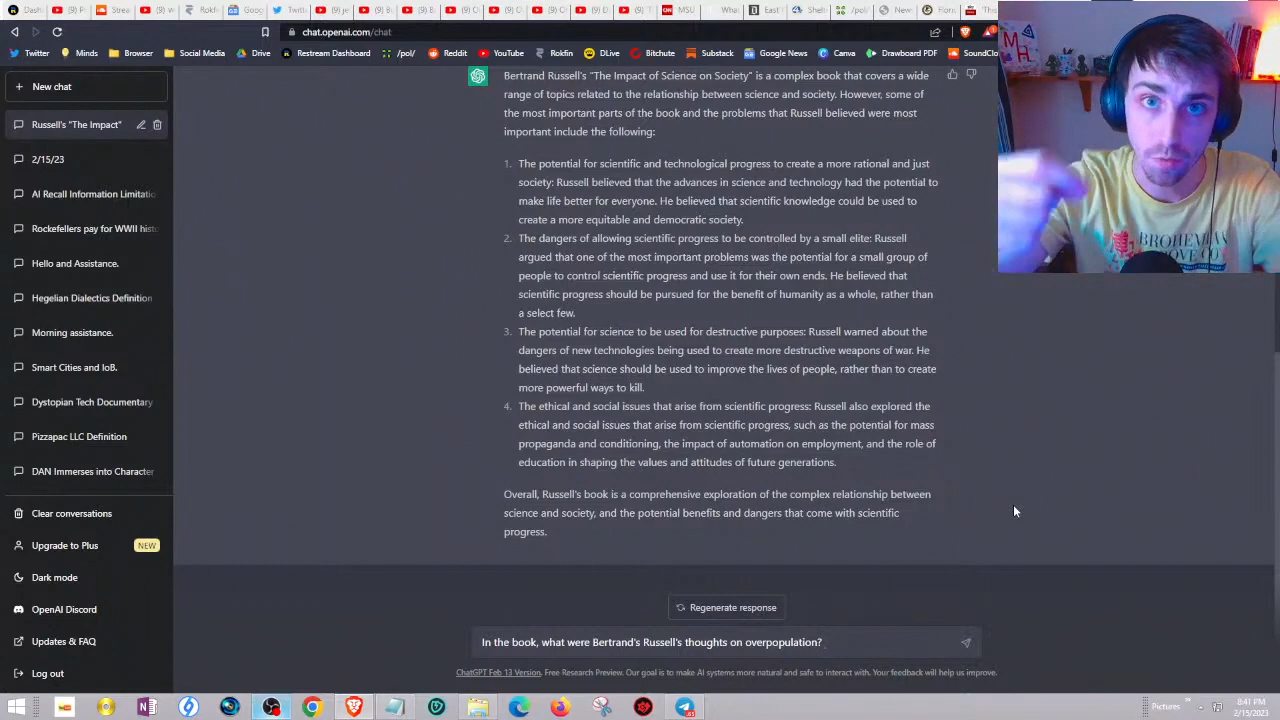 chat.openai.com/chat
Twitter
Minds
Browser
Social Media
Drive
Restream Dashboard
/pol/
Reddit
YouTube
Rokfin
DLive
Bitbute
Substack
Google News
Canva
Drawboard PDF
SoundClo
New chat
Russell's "The Impact"
2/15/23
AI Recall Information Limitatio
Rockefellers pay for WWII histo
Hello and Assistance.
Hegelian Dialectics Definition
Morning assistance.
Smart Cities and IoB.
Dystopian Tech Documentary
Pizzapac LLC Definition
DAN Immerses into Character
Clear conversations
Upgrade to Plus
NEW
Dark mode
OpenAI Discord
Updates & FAQ
Log out
Bertrand Russell's "The Impact of Science on Society" is a complex book that covers a wide
range of topics related to the relationship between science and society. However, some of
the most important parts of the book and the problems that Russell believed were most
important include the following:
1. The potential for scientific and technological progress to create a more rational and just
society: Russell believed that the advances in science and technology had the potential to
make life better for everyone. He believed that scientific knowledge could be used to
create a more equitable and democratic society.
2. The dangers of allowing scientific progress to be controlled by a small elite: Russell
argued that one of the most important problems was the potential for a small group of
people to control scientific progress and use it for their own ends. He believed that
scientific progress should be pursued for the benefit of humanity as a whole, rather than
a select few.
3. The potential for science to be used for destructive purposes: Russell warned about the
dangers of new technologies being used to create more destructive weapons of war. He
believed that science should be used to improve the lives of people, rather than to create
more powerful ways to kill.
4. The ethical and social issues that arise from scientific progress: Russell also explored the
ethical and social issues that arise from scientific progress, such as the potential for mass
propaganda and conditioning, the impact of automation on employment, and the role of
education in shaping the values and attitudes of future generations.
Overall, Russell's book is a comprehensive exploration of the complex relationship between
science and society, and the potential benefits and dangers that come with scientific
progress.
Regenerate response
In the book, what were Bertrand's Russell's thoughts on overpopulation?
ChatGPT Feb 13 Version. Free Research Preview. Our goal is to make AI systems more natural and safe to interact with. Your feedback will help us improve.
BROHEMIAN
GROVE CO
Pictures
8:41 PM
2/15/2023